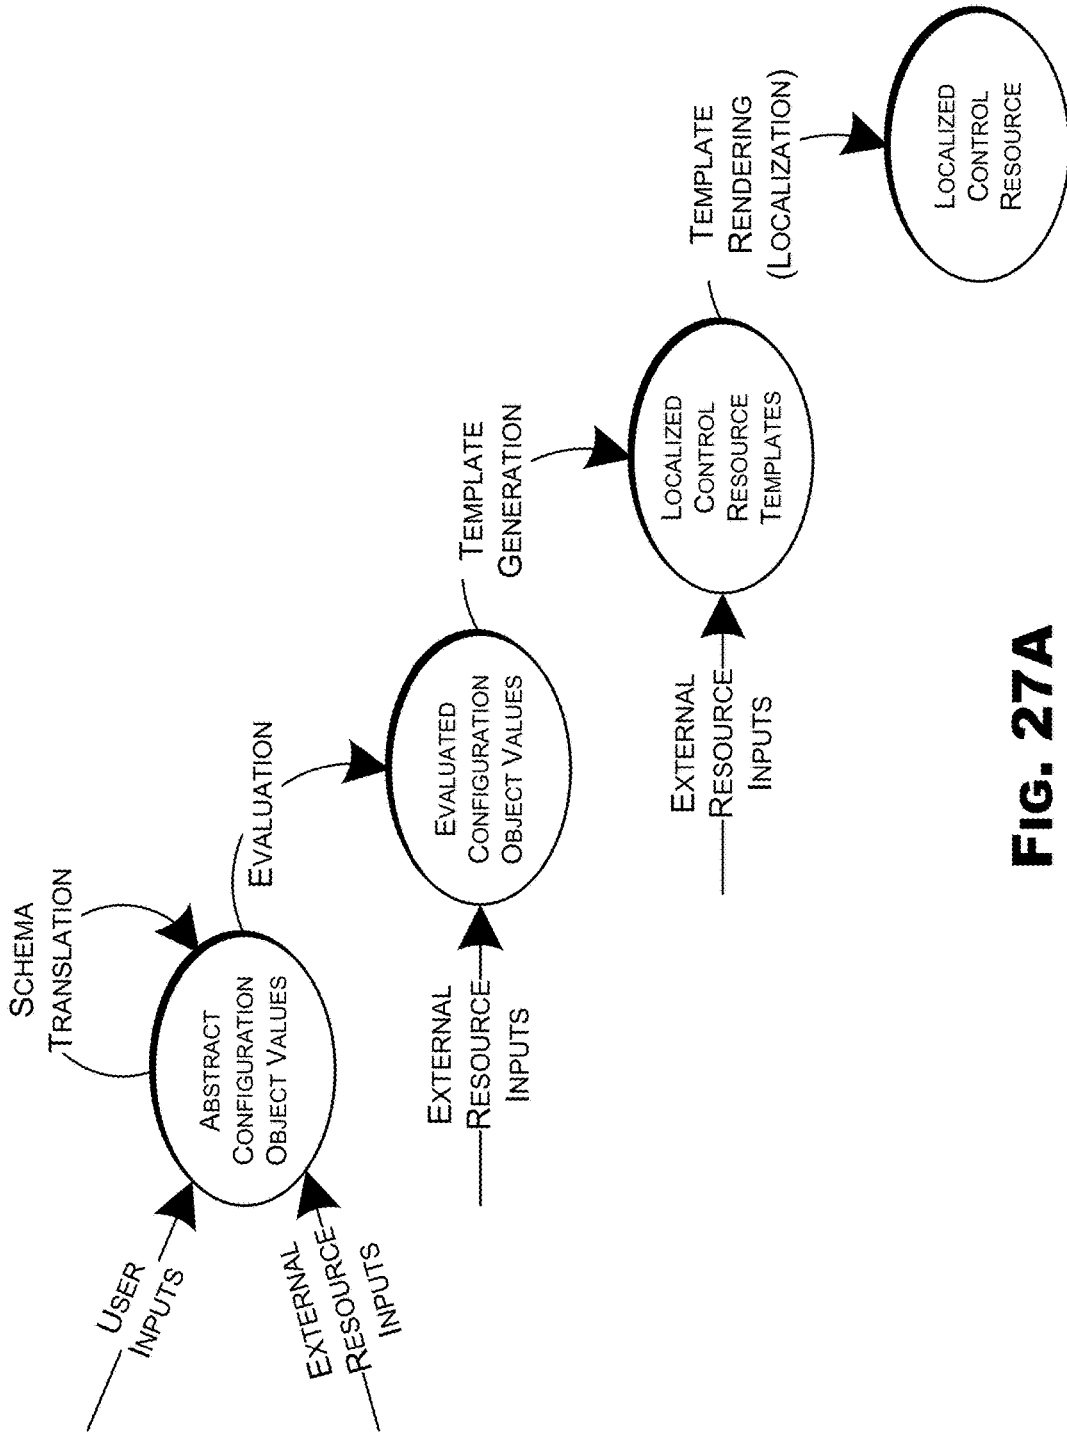 SCHEMA
TRANSLATION
USER
INPUTS
EXTERNAL
RESOURCE
INPUTS
ABSTRACT
CONFIGURATION
OBJECT VALUES
EVALUATION
EXTERNAL
RESOURCE
INPUTS
EVALUATED
CONFIGURATION
OBJECT VALUES
TEMPLATE
GENERATION
EXTERNAL
RESOURCE
INPUTS
LOCALIZED
CONTROL
RESOURCE
TEMPLATES
TEMPLATE
RENDERING
(LOCALIZATION)
LOCALIZED
CONTROL
RESOURCE
FIG. 27A